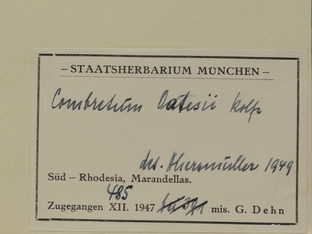 – STAATSHERBARIUM MÜNCHEN –
Combretum Oatesii Rolfe
det. Merxmüller 1949
Süd – Rhodesia, Marandellas.
485
Zugegangen XII. 1947 mis. G. Dehn